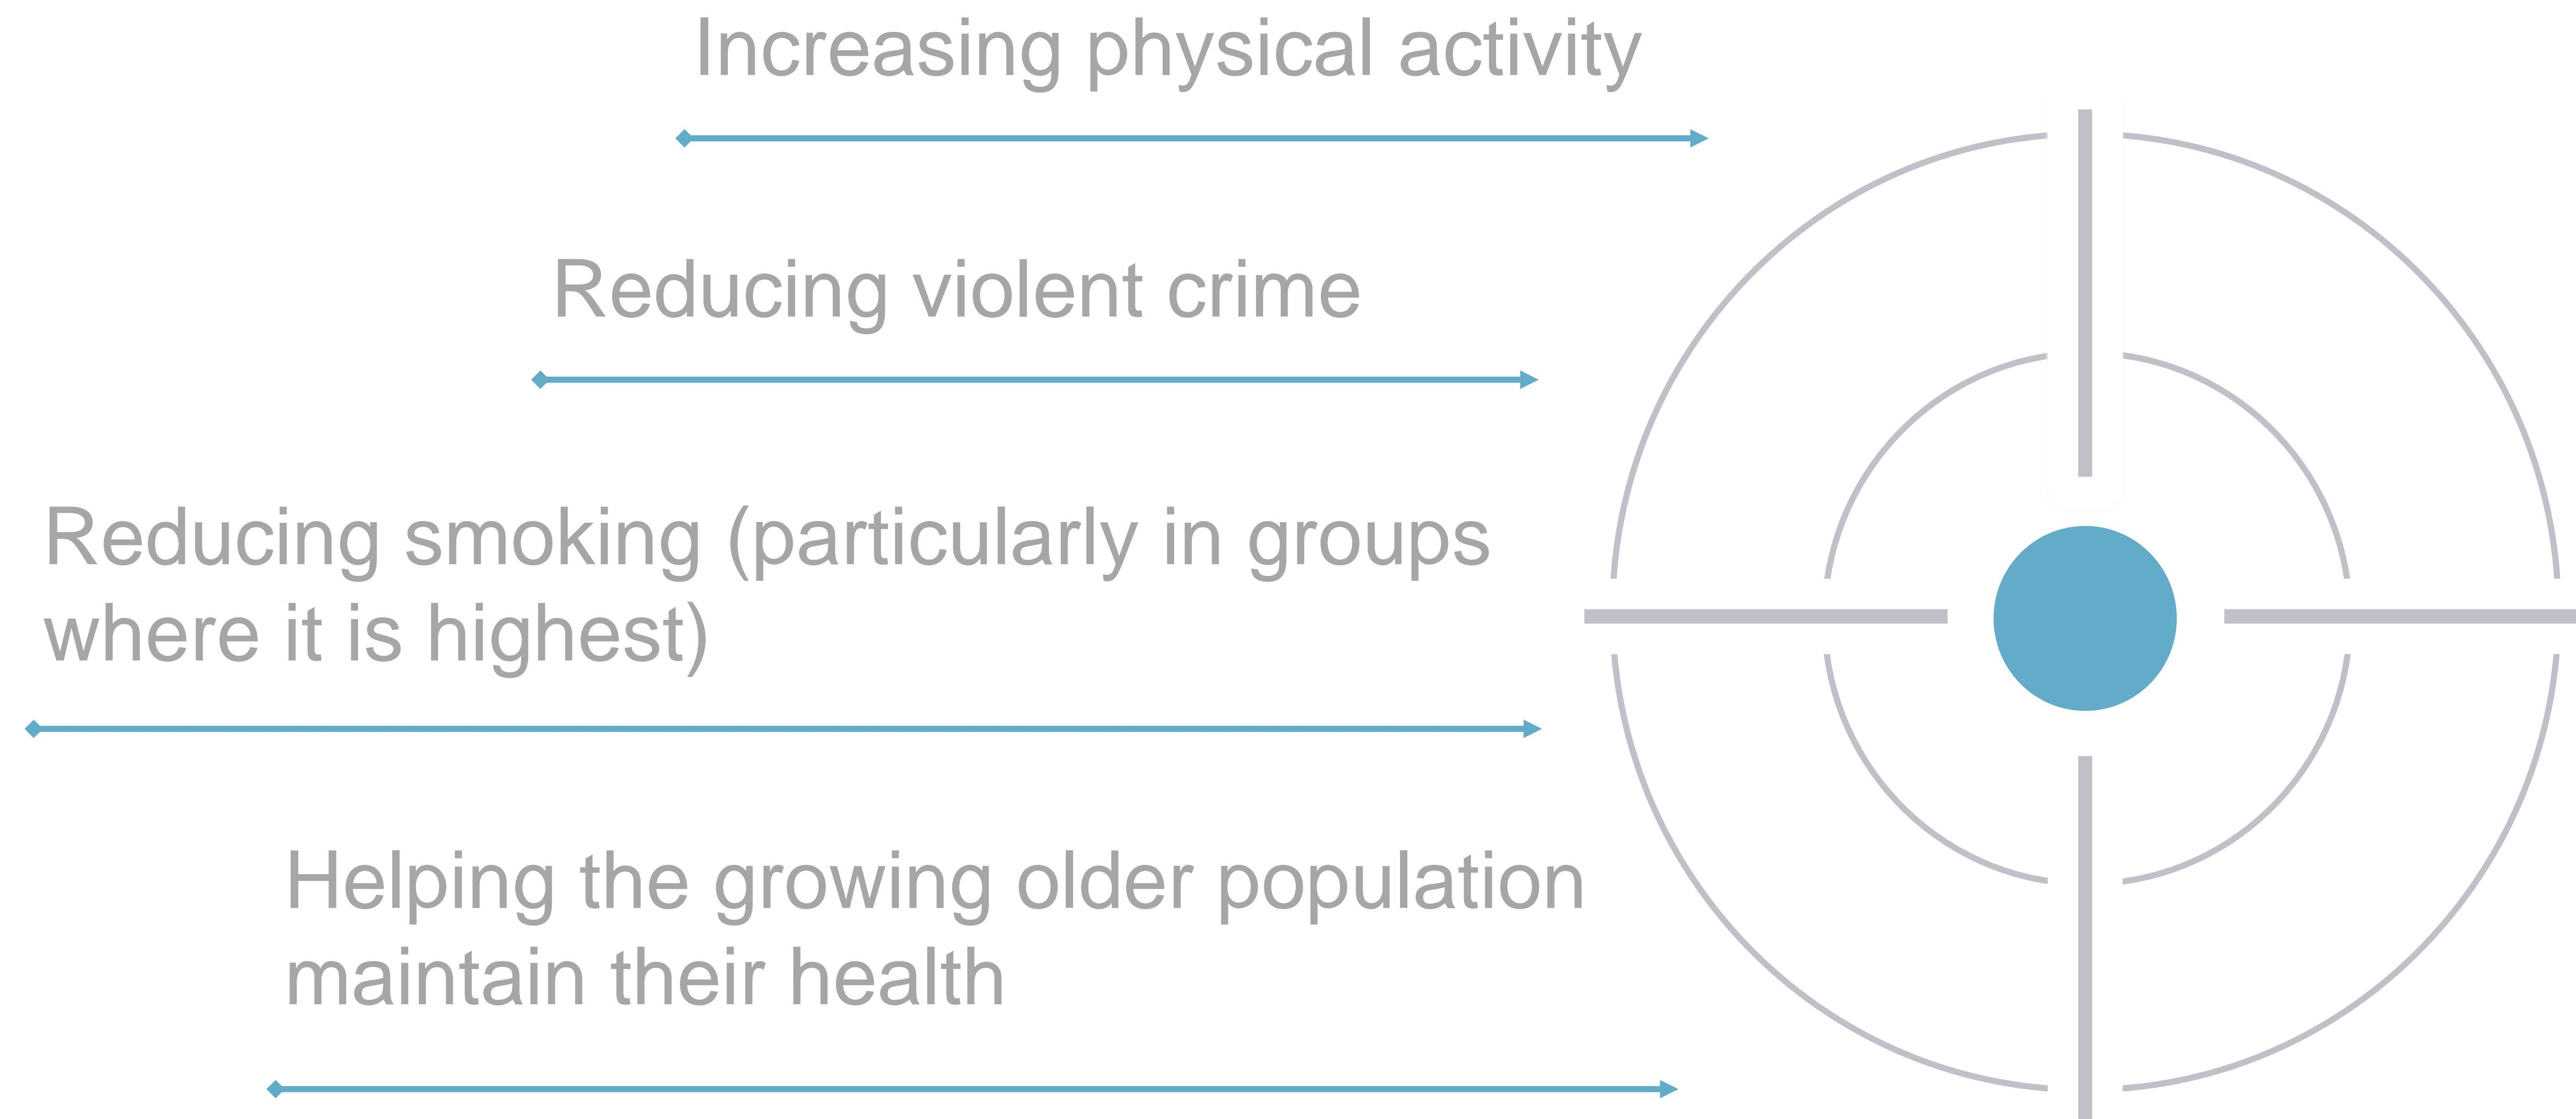 Increasing physical activity
Reducing violent crime
Reducing smoking (particularly in groups
where it is highest)
Helping the growing older population
maintain their health